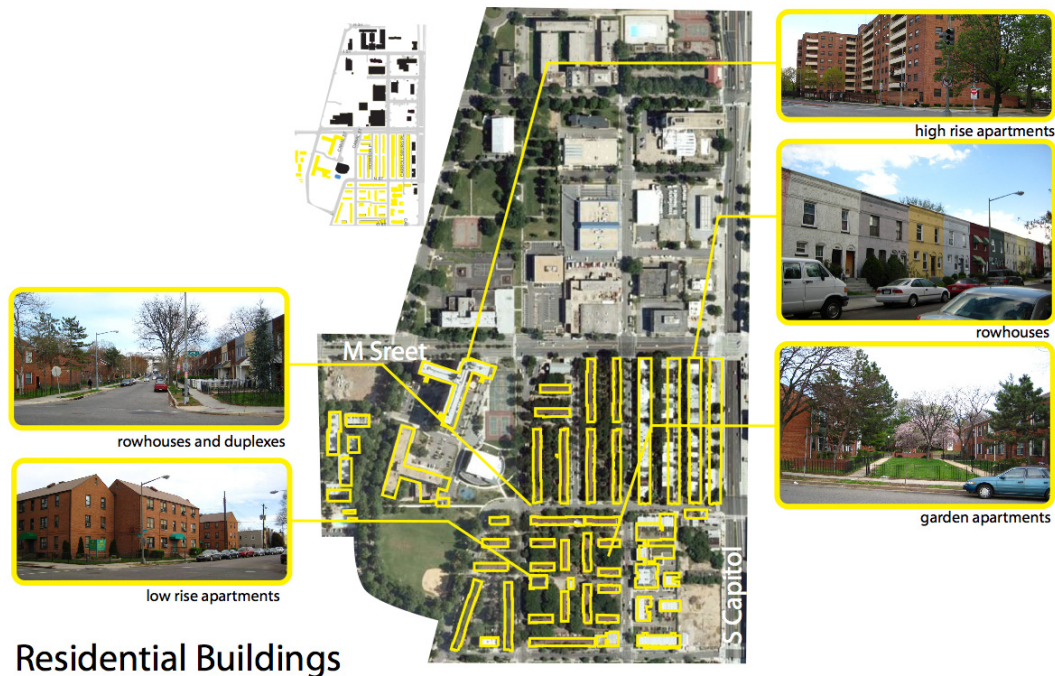 high rise apartments
rowhouses
M Sreet
rowhouses and duplexes
garden apartments
low rise apartments
S Capitol
Residential Buildings